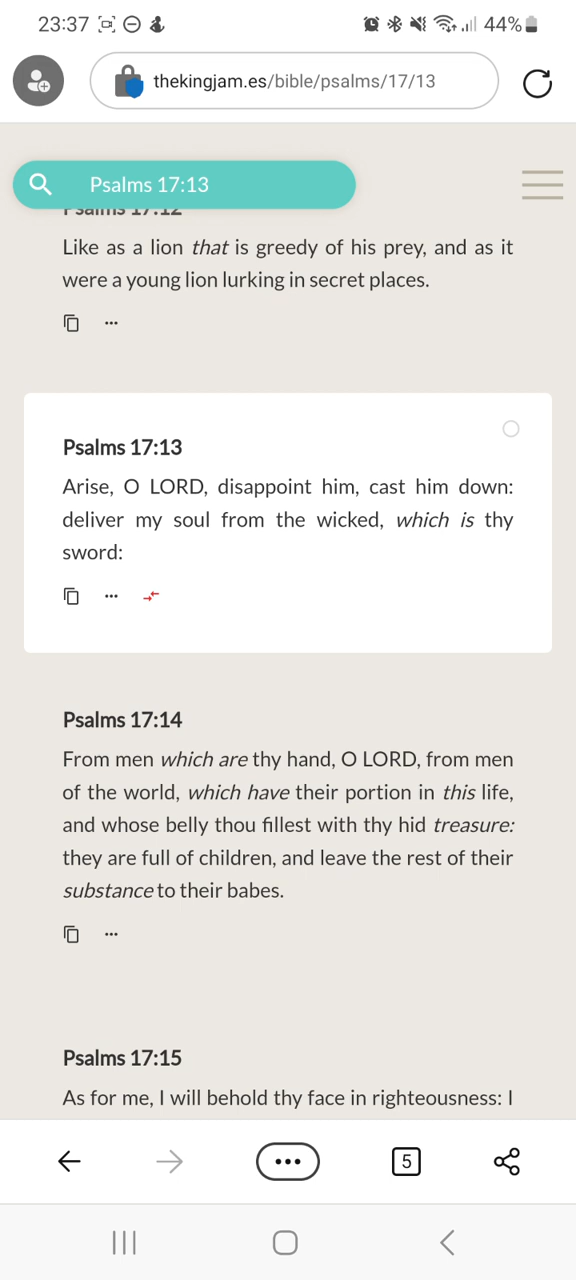 23:37 44%
thekingjam.es/bible/psalms/17/13
Psalms 17:13
Psalms 17:12
Like as a lion that is greedy of his prey, and as it
were a young lion lurking in secret places.
Psalms 17:13
Arise, O LORD, disappoint him, cast him down:
deliver my soul from the wicked, which is thy
sword:
Psalms 17:14
From men which are thy hand, O LORD, from men
of the world, which have their portion in this life,
and whose belly thou fillest with thy hid treasure:
they are full of children, and leave the rest of their
substance to their babes.
Psalms 17:15
As for me, I will behold thy face in righteousness: I
5